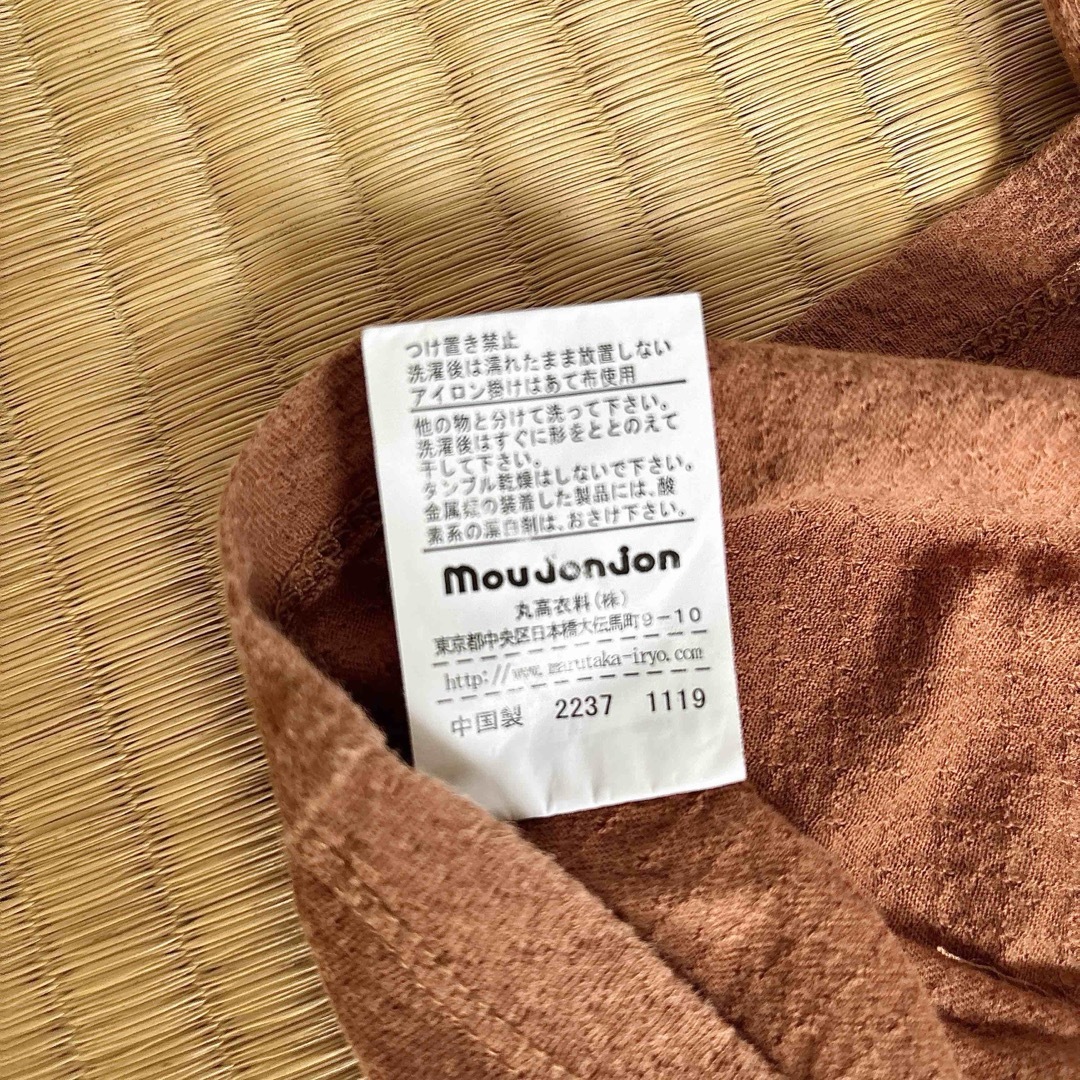 つけ置き禁止
洗濯後は濡れたまま放置しない
アイロン掛けはあて布使用
他の物と分けて洗って下さい。
洗濯後はすぐに形をととのえて
干して下さい。
タンブル乾燥はしないで下さい。
金属類の装着した製品には、酸
素系の漂白剤は、おさけ下さい。
moujonjon
丸高衣料(株)
東京都中央区日本橋大伝馬町9-10
http://www.marutaka-iryo.com
中国製 2237 1119